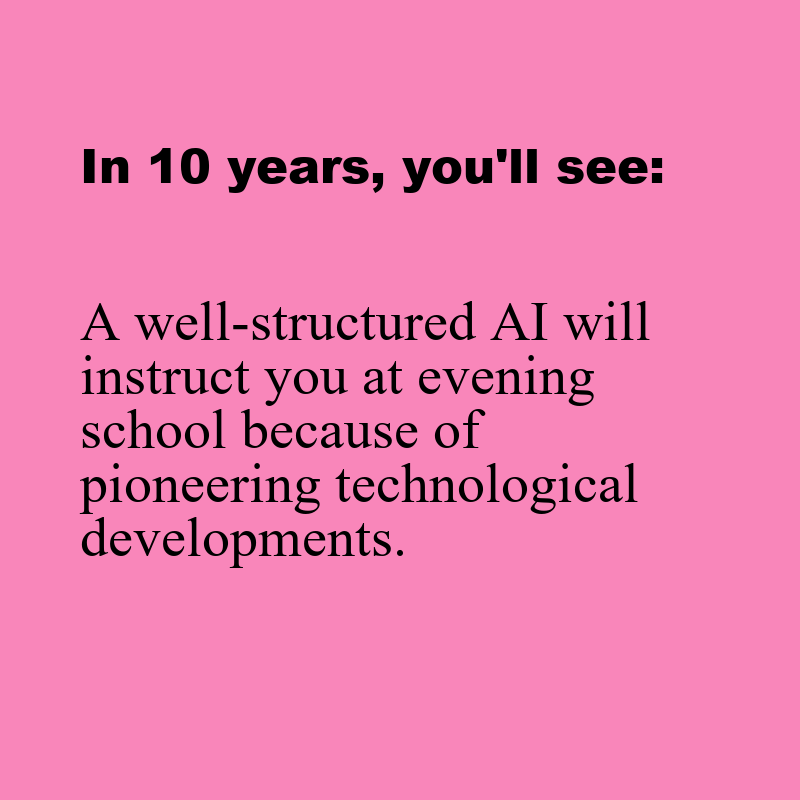 In 10 years, you'll see:
A well-structured AI will
instruct you at evening
school because of
pioneering technological
developments.